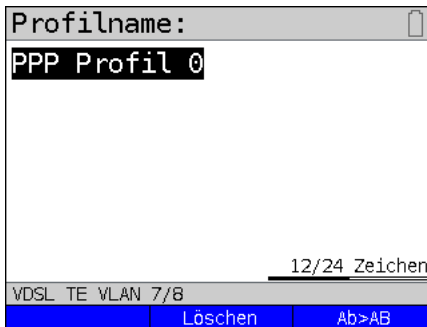 Profilname:
PPP Profil 0
12/24 Zeichen
VDSL TE VLAN 7/8
Löschen Ab>AB